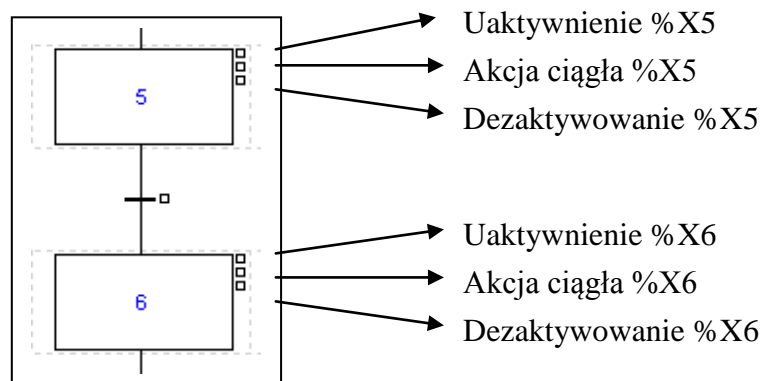 Uaktywnienie %X5
Akcja ciągła %X5
Dezaktywowanie %X5
5
Uaktywnienie %X6
Akcja ciągła %X6
Dezaktywowanie %X6
6